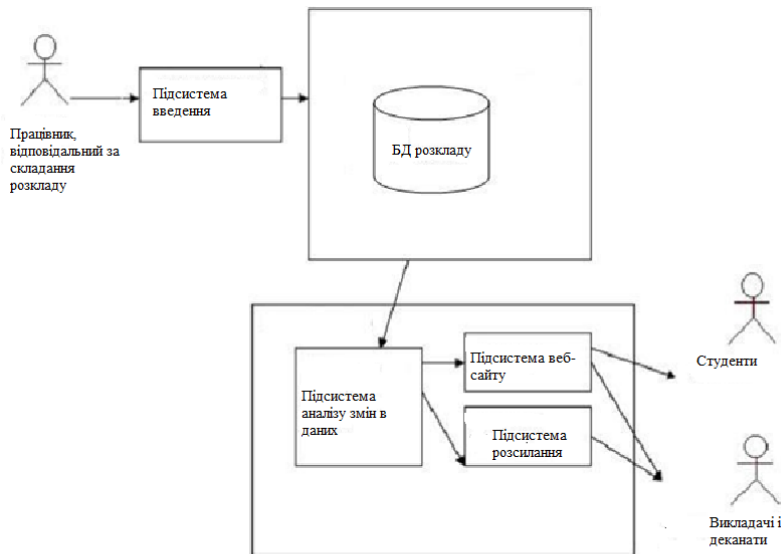 Підсистема
введення
Працівник,
відповідальний за
складання
розкладу
БД розкладу
Підсистема
аналізу змін в
даних
Підсистема веб-
сайту
Підсистема
розсилання
Студенти
Викладачі і
деканати